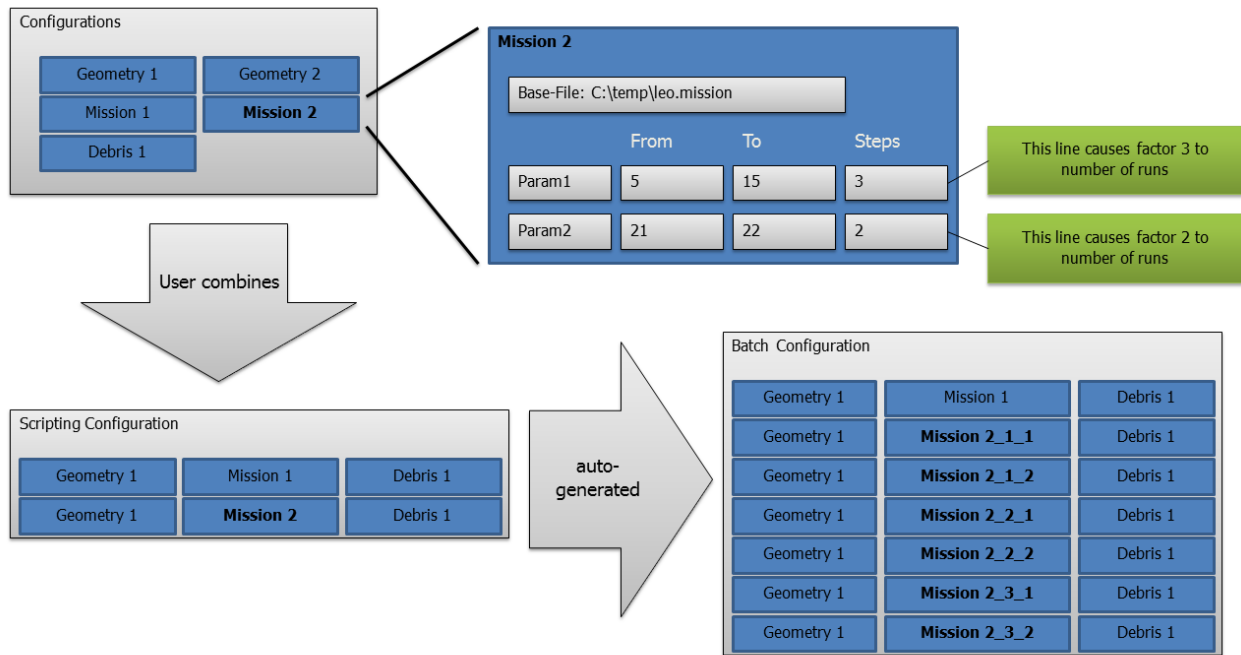 Configurations
Geometry 1
Geometry 2
Mission 1
Mission 2
Debris 1
Mission 2
Base-File: C:\temp\leo.mission
From To Steps
Param1 5 15 3
Param2 21 22 2
This line causes factor 3 to
number of runs
This line causes factor 2 to
number of runs
User combines
Scripting Configuration
Geometry 1 Mission 1 Debris 1
Geometry 1 Mission 2 Debris 1
auto-
generated
Batch Configuration
Geometry 1 Mission 1 Debris 1
Geometry 1 Mission 2_1_1 Debris 1
Geometry 1 Mission 2_1_2 Debris 1
Geometry 1 Mission 2_2_1 Debris 1
Geometry 1 Mission 2_2_2 Debris 1
Geometry 1 Mission 2_3_1 Debris 1
Geometry 1 Mission 2_3_2 Debris 1